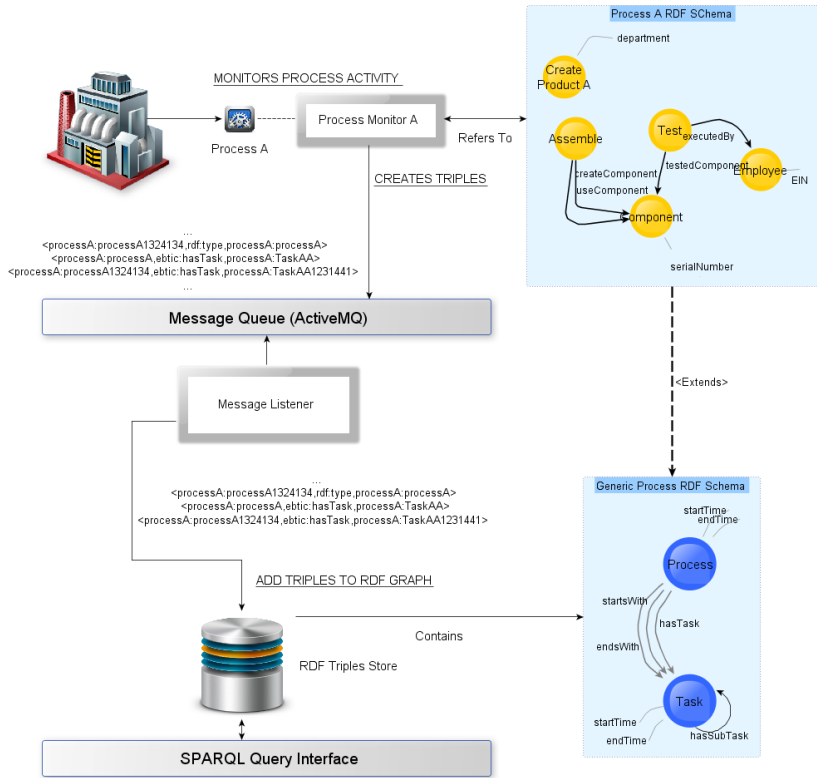 Process A RDF SChema
department
Create
Product A
MONITORS PROCESS ACTIVITY
Process Monitor A
Process A
Refers To
Assemble
Test
executedBy
createComponent
testedComponent
useComponent
Employee
EIN
Component
serialNumber
CREATES TRIPLES
...
<processA:processA1324134,rdf:type,processA:processA>
<processA:processA,ebtic:hasTask,processA:TaskAA>
<processA:processA1324134,ebtic:hasTask,processA:TaskAA1231441>
...
Message Queue (ActiveMQ)
Message Listener
<Extends>
...
<processA:processA1324134,rdf:type,processA:processA>
<processA:processA,ebtic:hasTask,processA:TaskAA>
<processA:processA1324134,ebtic:hasTask,processA:TaskAA1231441>
Generic Process RDF Schema
startTime
endTime
Process
startsWith
hasTask
endsWith
Task
startTime
endTime
hasSubTask
ADD TRIPLES TO RDF GRAPH
Contains
RDF Triples Store
SPARQL Query Interface